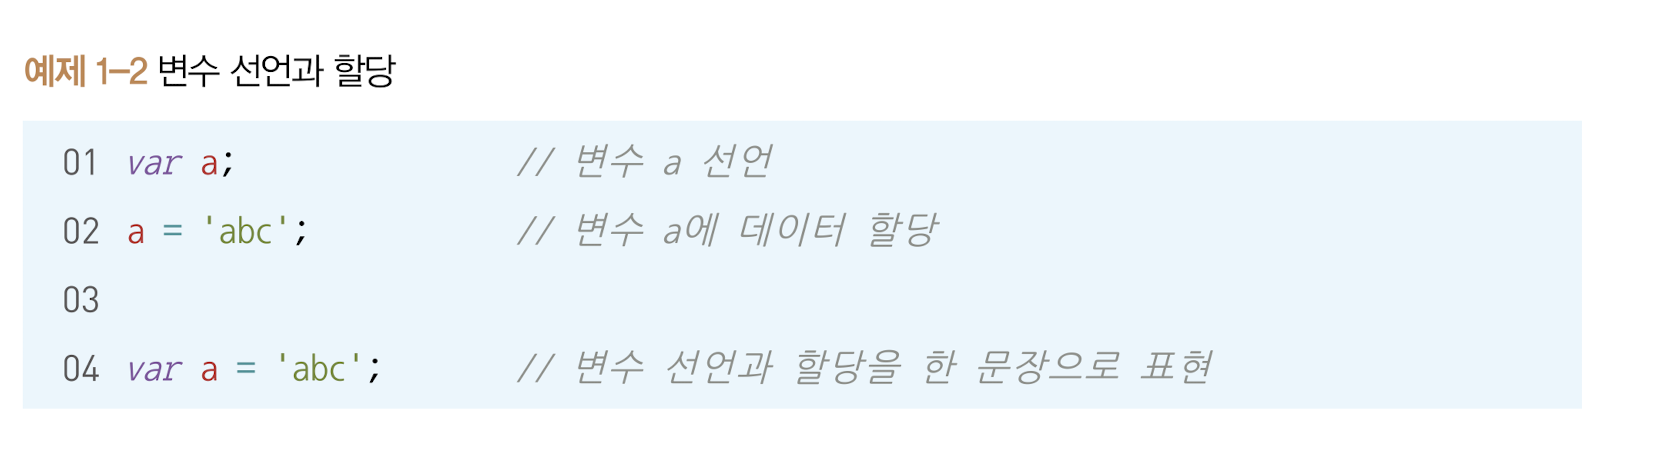 예제 1-2 변수 선언과 할당
01 var a; // 변수 a 선언
02 a = 'abc'; // 변수 a에 데이터 할당
03
04 var a = 'abc'; // 변수 선언과 할당을 한 문장으로 표현